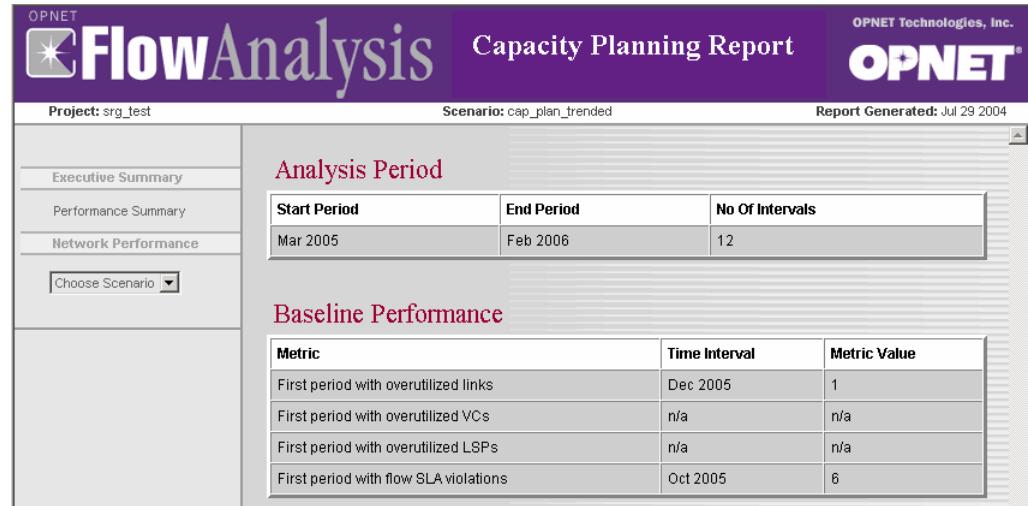 OPNET
FlowAnalysis
Capacity Planning Report
OPNET Technologies, Inc.
OPNET
Project: srg_test
Scenario: cap_plan_trended
Report Generated: Jul 29 2004
Executive Summary
Performance Summary
Network Performance
Choose Scenario
Analysis Period
Start Period End Period No Of Intervals
Mar 2005 Feb 2006 12
Baseline Performance
Metric Time Interval Metric Value
First period with overutilized links Dec 2005 1
First period with overutilized VCs n/a n/a
First period with overutilized LSPs n/a n/a
First period with flow SLA violations Oct 2005 6